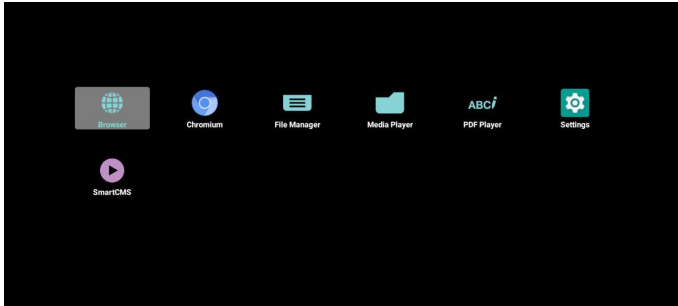 Browser
Chromium
File Manager
Media Player
ABCi
PDF Player
Settings
SmartCMS